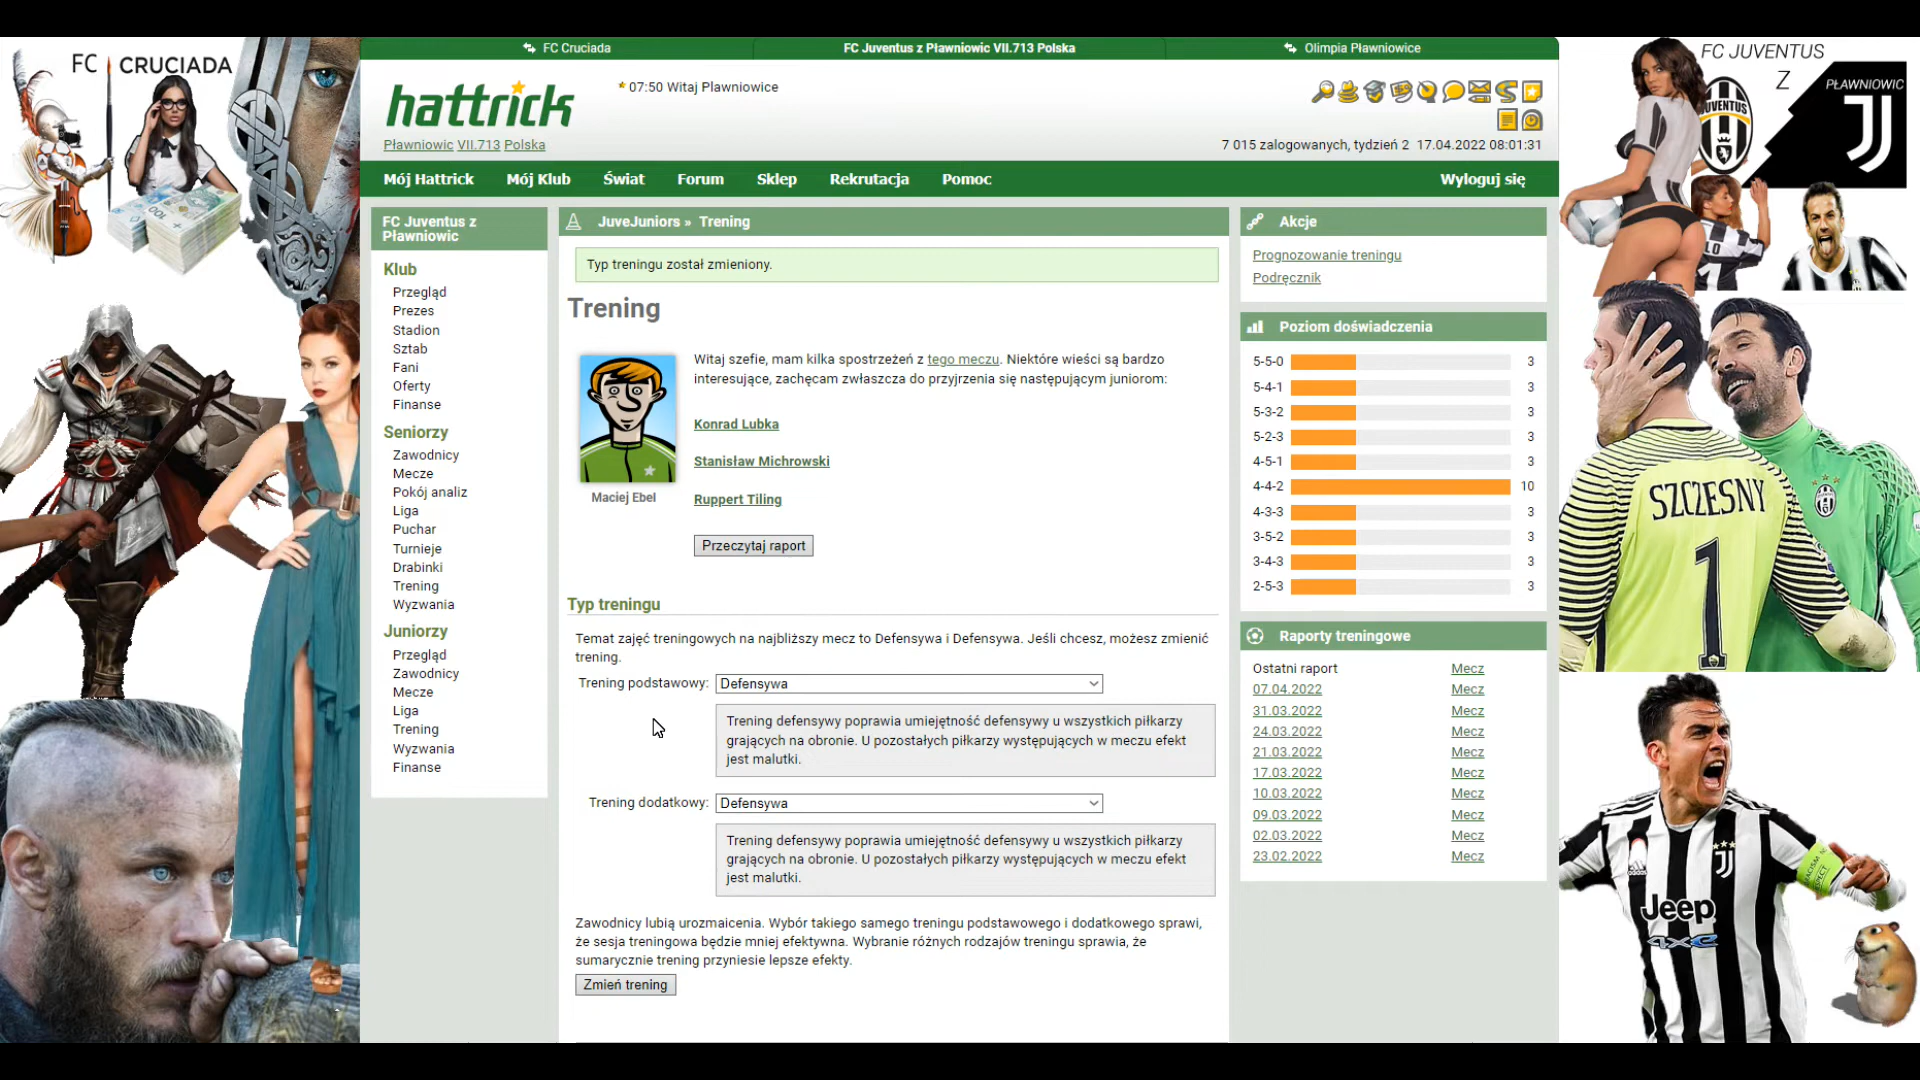 FC CRUCIADA
FC Cruciada
FC Juventus z Pławniowic VII.713 Polska
Olimpia Pławniowice
FC JUVENTUS
Z
PŁAWNIOWIC
JUVENTUS
hattrick
07:50 Witaj Pławniowice
Pławniowic VII.713 Polska
7 015 zalogowanych, tydzień 2 17.04.2022 08:01:31
Mój Hattrick Mój Klub Świat Forum Sklep Rekrutacja Pomoc Wyloguj się
FC Juventus z
Pławniowic
Klub
Przegląd
Prezes
Stadion
Sztab
Fani
Oferty
Finanse
Seniorzy
Zawodnicy
Mecze
Pokój analiz
Liga
Puchar
Turnieje
Drabinki
Trening
Wyzwania
Juniorzy
Przegląd
Zawodnicy
Mecze
Liga
Trening
Wyzwania
Finanse
JuveJuniors » Trening
Typ treningu został zmieniony.
Trening
Witaj szefie, mam kilka spostrzeżeń z tego meczu. Niektóre wieści są bardzo
interesujące, zachęcam zwłaszcza do przyjrzenia się następującym juniorom:
Konrad Lubka
Stanisław Michrowski
Ruppert Tiling
Maciej Ebel
Przeczytaj raport
Typ treningu
Temat zajęć treningowych na najbliższy mecz to Defensywa i Defensywa. Jeśli chcesz, możesz zmienić
trening.
Trening podstawowy: Defensywa
Trening defensywy poprawia umiejętność defensywy u wszystkich piłkarzy
grających na obronie. U pozostałych piłkarzy występujących w meczu efekt
jest malutki.
Trening dodatkowy: Defensywa
Trening defensywy poprawia umiejętność defensywy u wszystkich piłkarzy
grających na obronie. U pozostałych piłkarzy występujących w meczu efekt
jest malutki.
Zawodnicy lubią urozmaicenia. Wybór takiego samego treningu podstawowego i dodatkowego sprawi,
że sesja treningowa będzie mniej efektywna. Wybranie różnych rodzajów treningu sprawia, że
sumarycznie trening przyniesie lepsze efekty.
Zmień trening
Akcje
Prognozowanie treningu
Podręcznik
Poziom doświadczenia
5-5-0 3
5-4-1 3
5-3-2 3
5-2-3 3
4-5-1 3
4-4-2 10
4-3-3 3
3-5-2 3
3-4-3 3
2-5-3 3
Raporty treningowe
Ostatni raport Mecz
07.04.2022 Mecz
31.03.2022 Mecz
24.03.2022 Mecz
21.03.2022 Mecz
17.03.2022 Mecz
10.03.2022 Mecz
09.03.2022 Mecz
02.03.2022 Mecz
23.02.2022 Mecz
SZCZESNY
1
Jeep
4xe